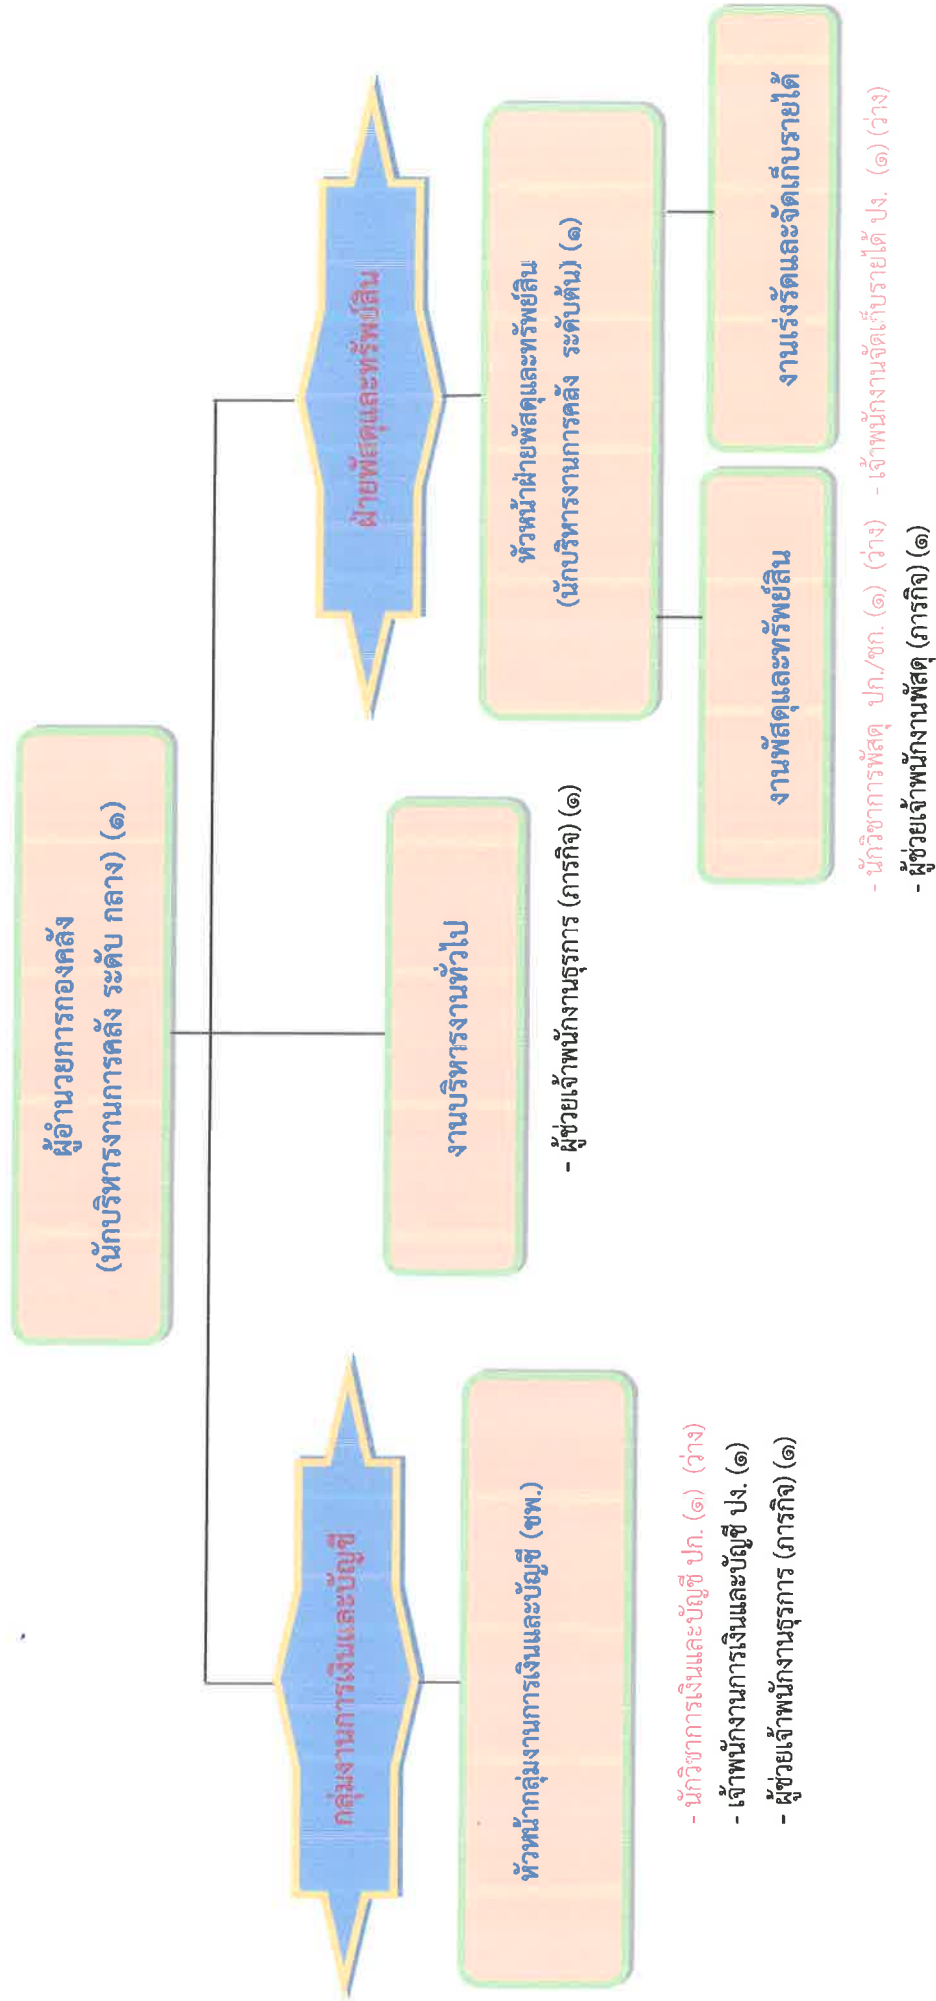 ผู้อำนวยการกองคลัง
(นักบริหารงานการคลัง ระดับ กลาง) (๑)
กลุ่มงานการเงินและบัญชี
หัวหน้ากลุ่มงานการเงินและบัญชี (ชพ.)
- นักวิชาการเงินและบัญชี ปก. (๑) (ว่าง)
- เจ้าพนักงานการเงินและบัญชี ปง. (๑)
- ผู้ช่วยเจ้าพนักงานธุรการ (ภารกิจ) (๑)
งานบริหารงานทั่วไป
- ผู้ช่วยเจ้าพนักงานธุรการ (ภารกิจ) (๑)
ฝ่ายพัสดุและทรัพย์สิน
หัวหน้าฝ่ายพัสดุและทรัพย์สิน
(นักบริหารงานการคลัง ระดับต้น) (๑)
งานพัสดุและทรัพย์สิน
- นักวิชาการพัสดุ ปก./ชก. (๑) (ว่าง)
- ผู้ช่วยเจ้าพนักงานพัสดุ (ภารกิจ) (๑)
งานเร่งรัดและจัดเก็บรายได้
- เจ้าพนักงานจัดเก็บรายได้ ปง. (๑) (ว่าง)